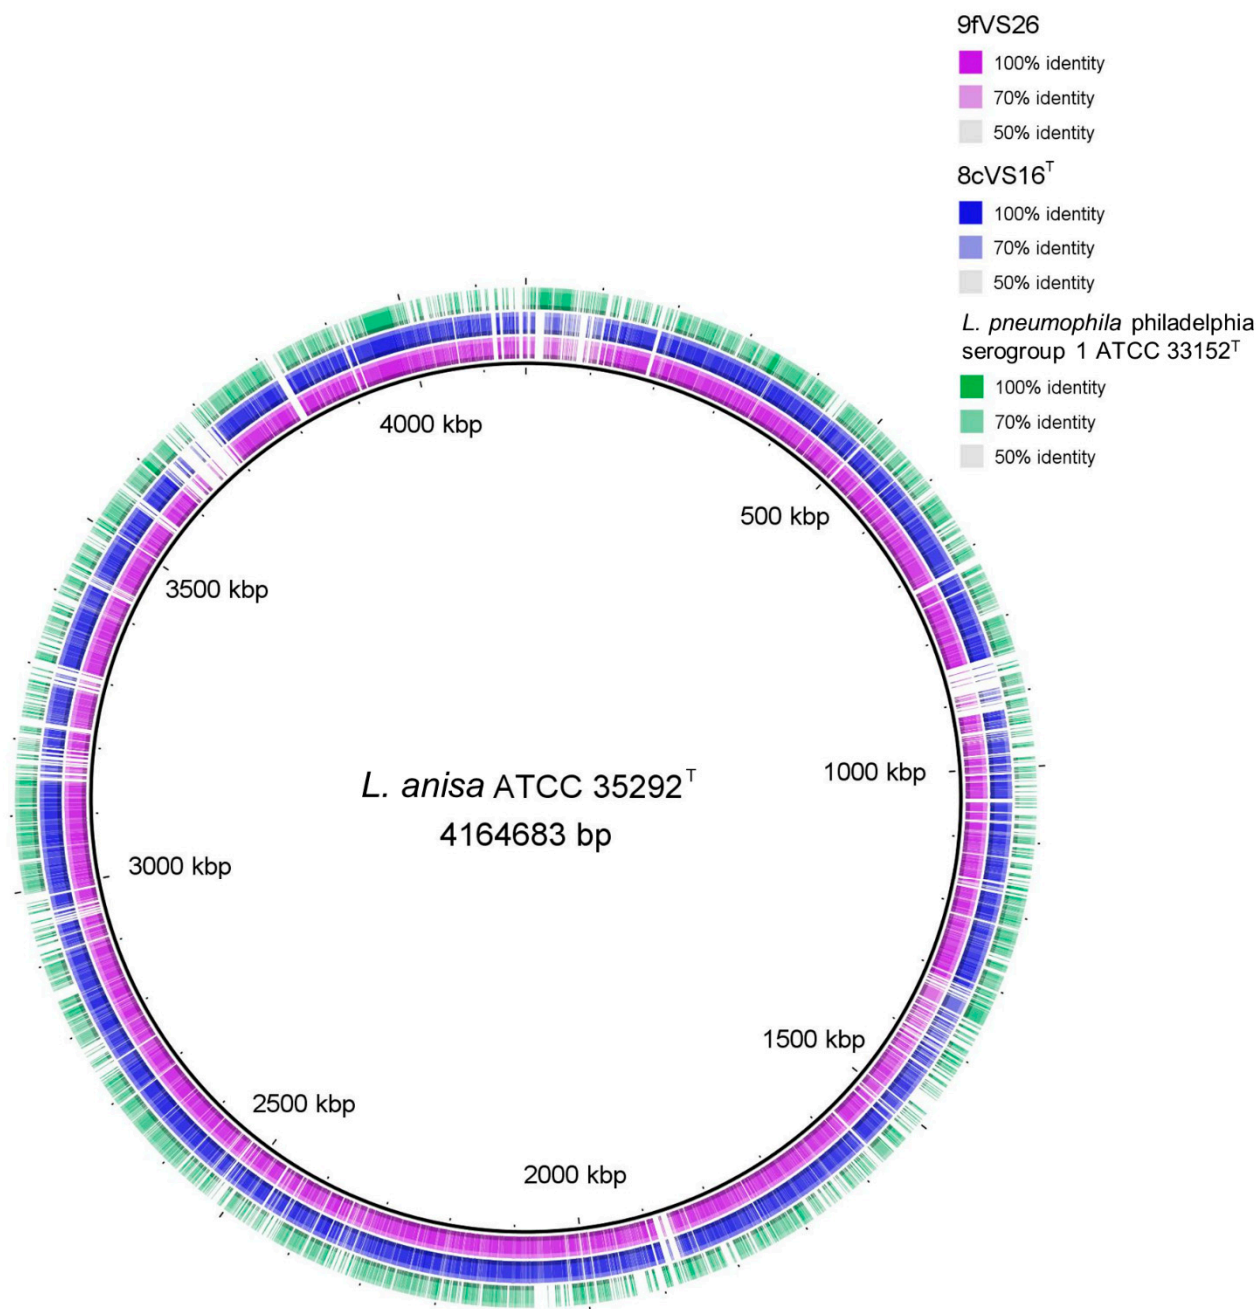 9fVS26
100% identity
70% identity
50% identity
8cVS16ᵀ
100% identity
70% identity
50% identity
L. pneumophila philadelphia
serogroup 1 ATCC 33152ᵀ
100% identity
70% identity
50% identity
4000 kbp
500 kbp
3500 kbp
1000 kbp
L. anisa ATCC 35292ᵀ
4164683 bp
3000 kbp
1500 kbp
2500 kbp
2000 kbp